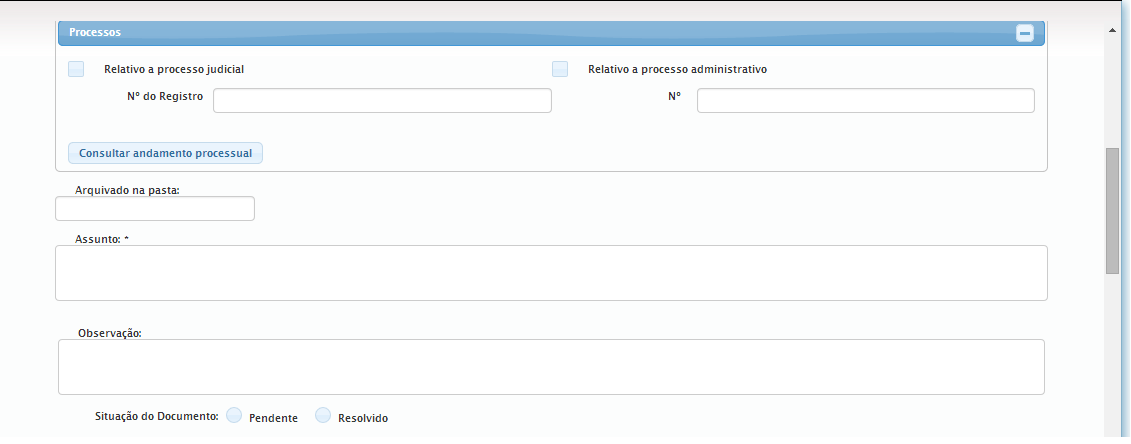 Processos
Relativo a processo judicial Relativo a processo administrativo
Nº do Registro Nº
Consultar andamento processual
Arquivado na pasta:
Assunto: *
Observação:
Situação do Documento: Pendente Resolvido